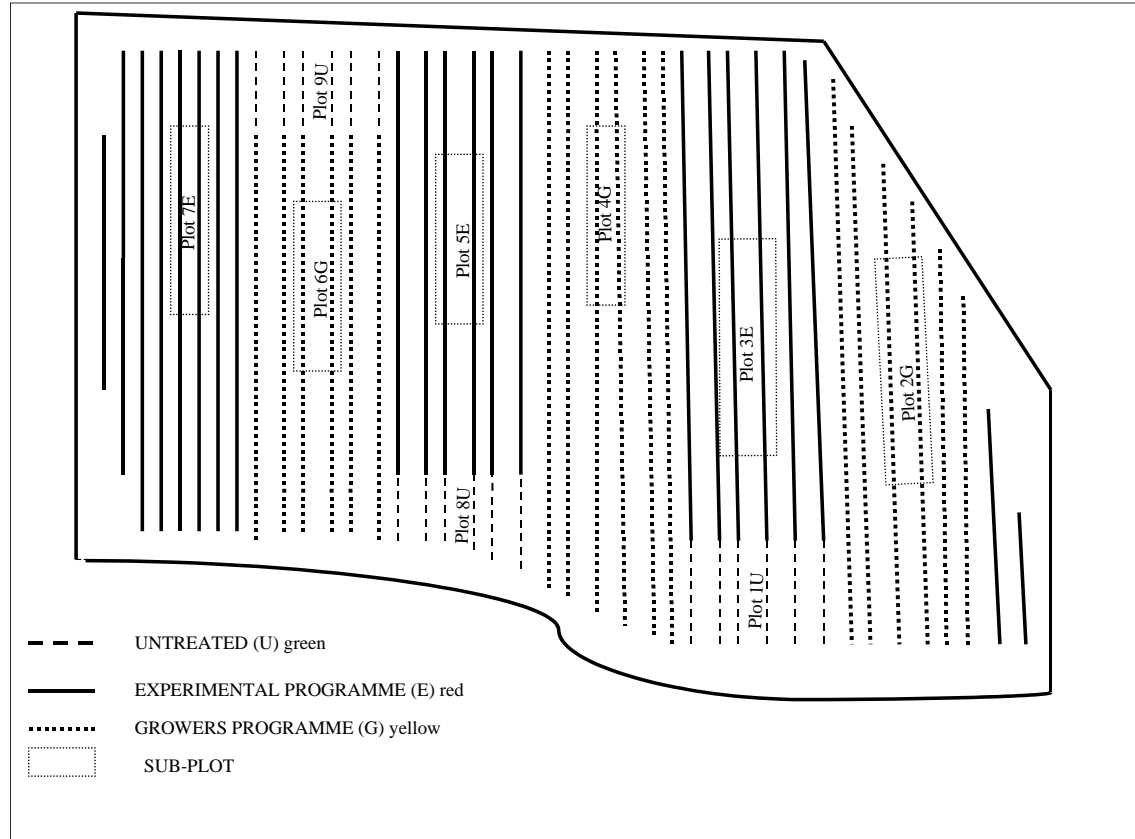 Plot 9U
Plot 7E
Plot 6G
Plot 5E
Plot 4G
Plot 3E
Plot 2G
Plot 8U
Plot 1U
UNTREATED (U) green
EXPERIMENTAL PROGRAMME (E) red
GROWERS PROGRAMME (G) yellow
SUB-PLOT